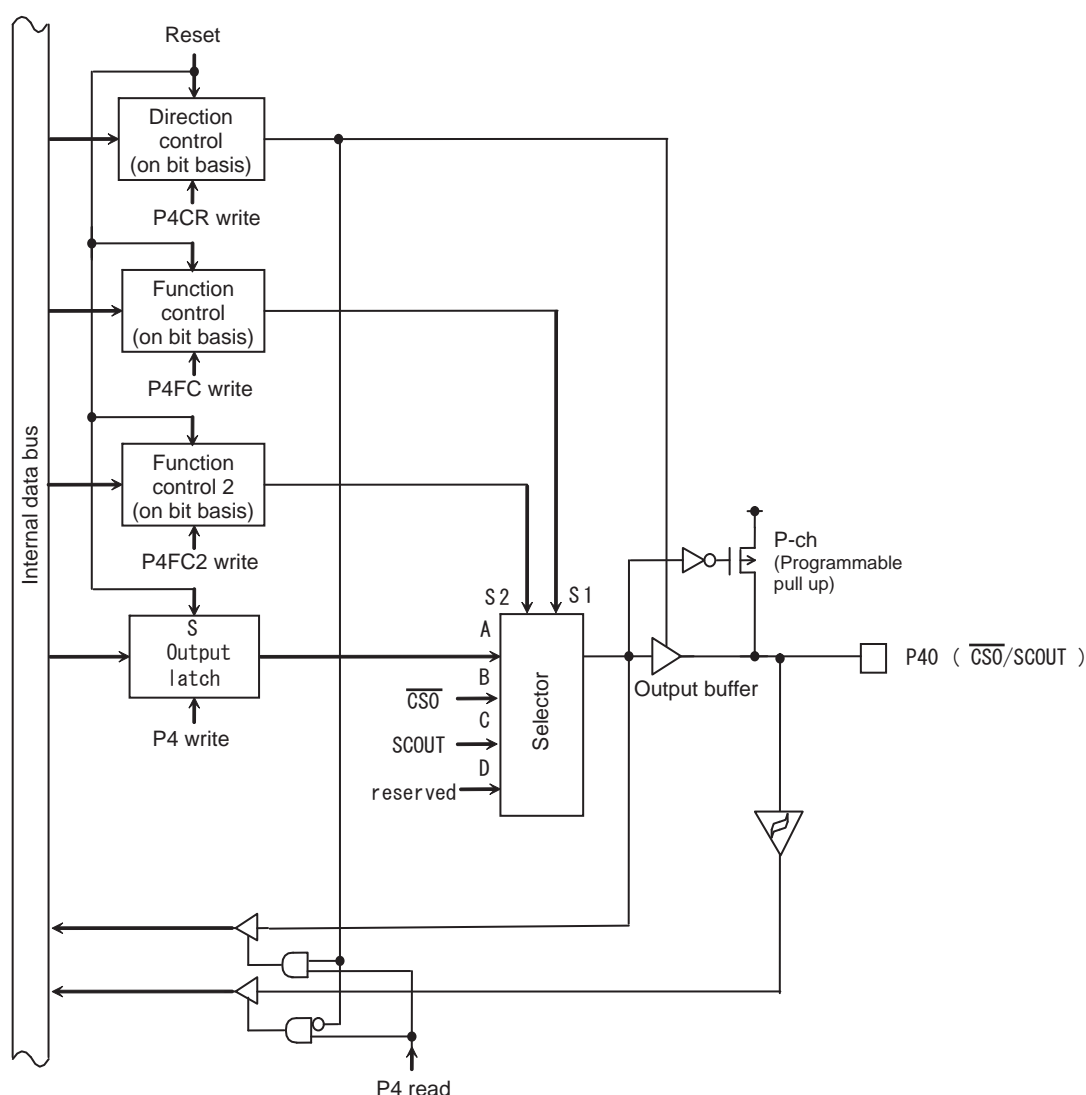 Reset
Direction
control
(on bit basis)
P4CR write
Function
control
(on bit basis)
P4FC write
Internal data bus
Function
control 2
(on bit basis)
P4FC2 write
P-ch
(Programmable
pull up)
S2 S1
S
Output
latch
P4 write
A
B
C
D
C̅S̅0̅
SCOUT
reserved
Selector
Output buffer
P40 ( C̅S̅0̅/SCOUT )
P4 read